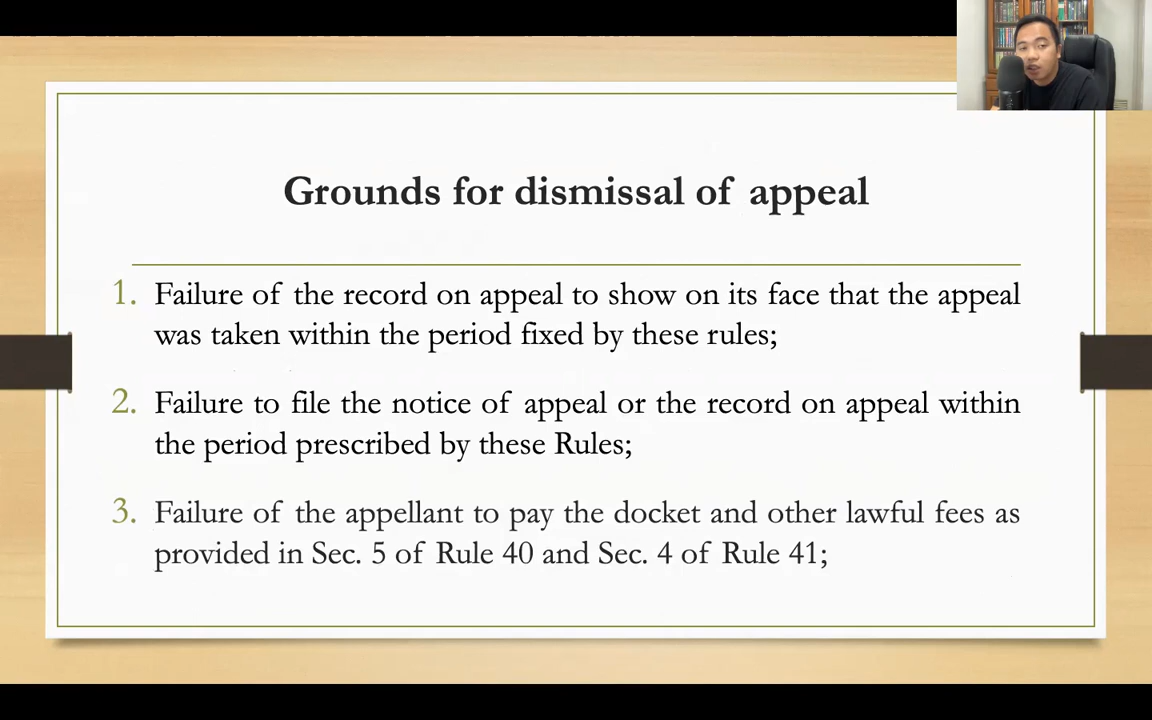 Grounds for dismissal of appeal
1. Failure of the record on appeal to show on its face that the appeal
was taken within the period fixed by these rules;
2. Failure to file the notice of appeal or the record on appeal within
the period prescribed by these Rules;
3. Failure of the appellant to pay the docket and other lawful fees as
provided in Sec. 5 of Rule 40 and Sec. 4 of Rule 41;